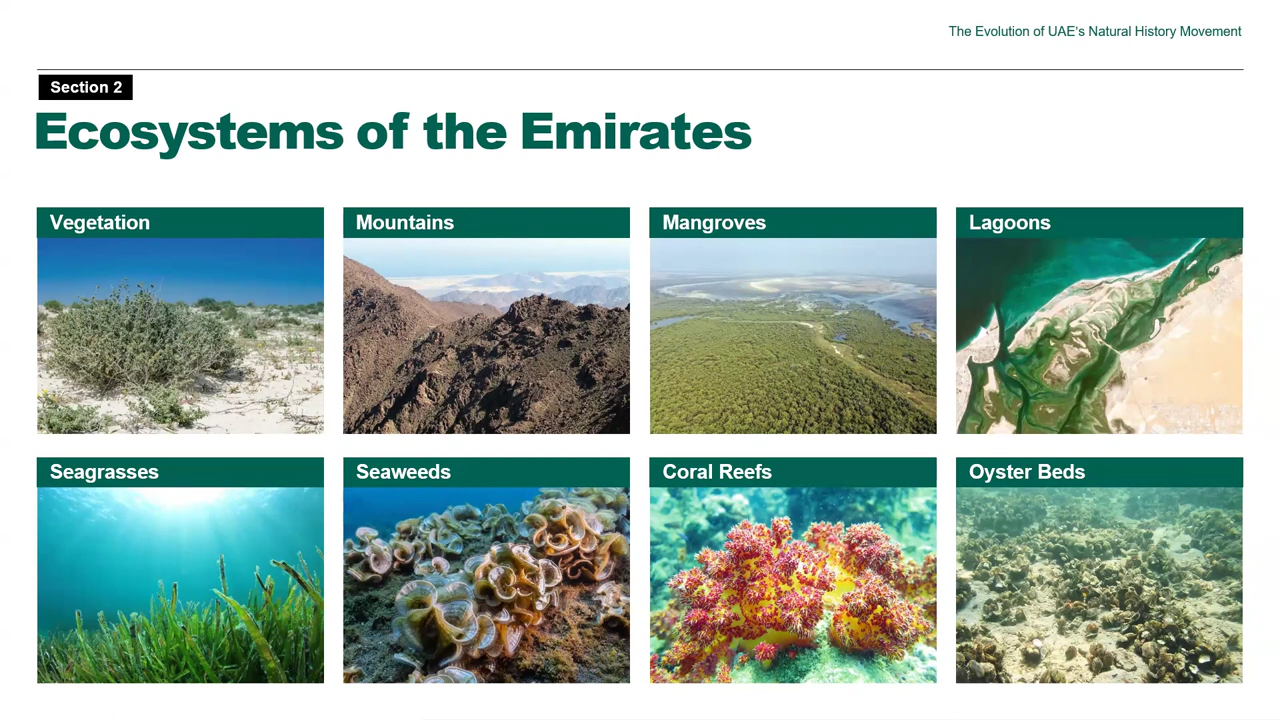 The Evolution of UAE's Natural History Movement
Section 2
Ecosystems of the Emirates
Vegetation
Mountains
Mangroves
Lagoons
Seagrasses
Seaweeds
Coral Reefs
Oyster Beds